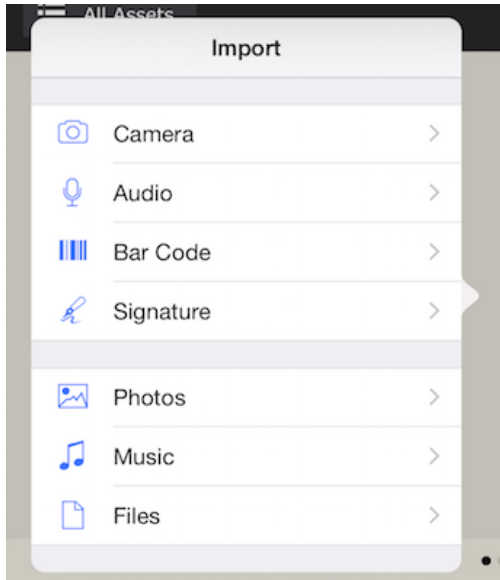 All Assets
Import
Camera
Audio
Bar Code
Signature
Photos
Music
Files